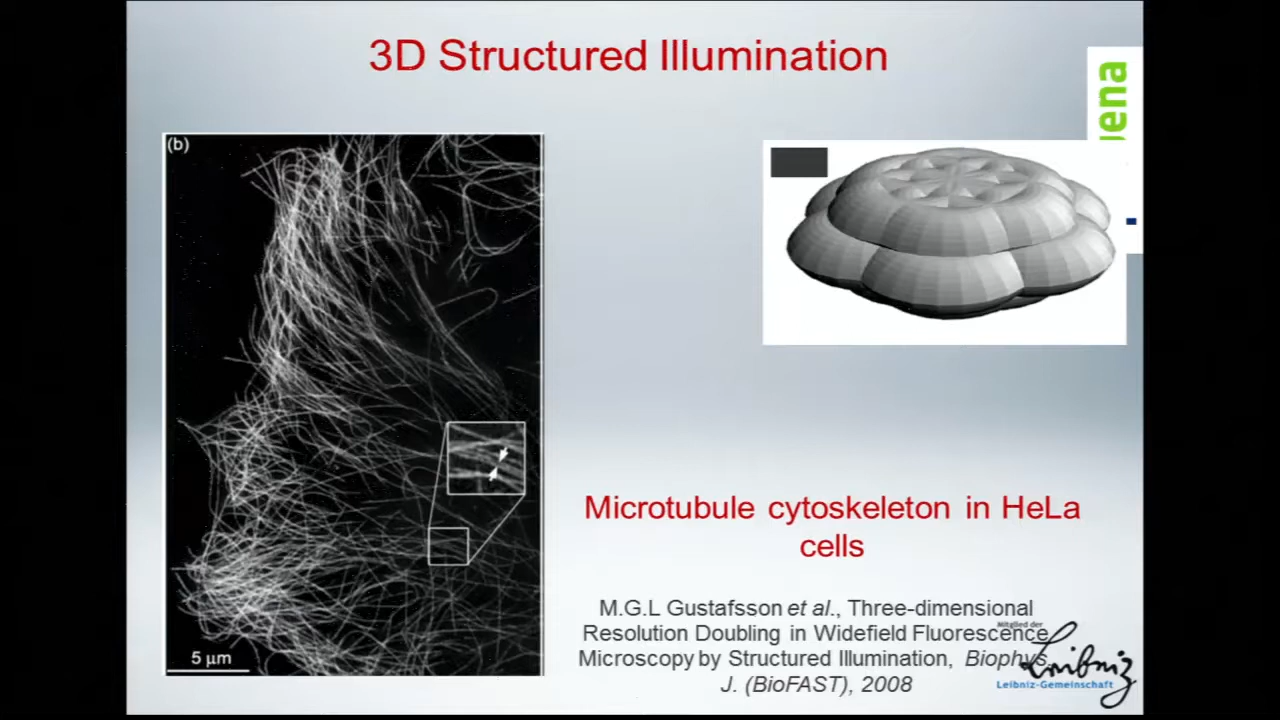 3D Structured Illumination
(b)
ena
5 μm
Microtubule cytoskeleton in HeLa
cells
M.G.L Gustafsson et al., Three-dimensional
Resolution Doubling in Widefield Fluorescence
Microscopy by Structured Illumination, Biophys.
J. (BioFAST), 2008
Mitglied der
Leibniz
Leibniz-Gemeinschaft